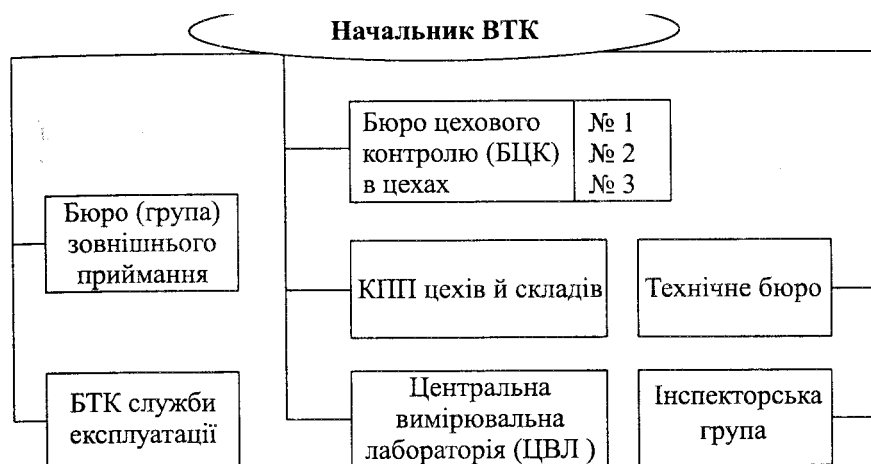 Начальник ВТК
Бюро цехового
контролю (БЦК)
в цехах
№ 1
№ 2
№ 3
Бюро (група)
зовнішнього
приймання
КПП цехів й складів
Технічне бюро
БТК служби
експлуатації
Центральна
вимірювальна
лабораторія (ЦВЛ )
Інспекторська
група